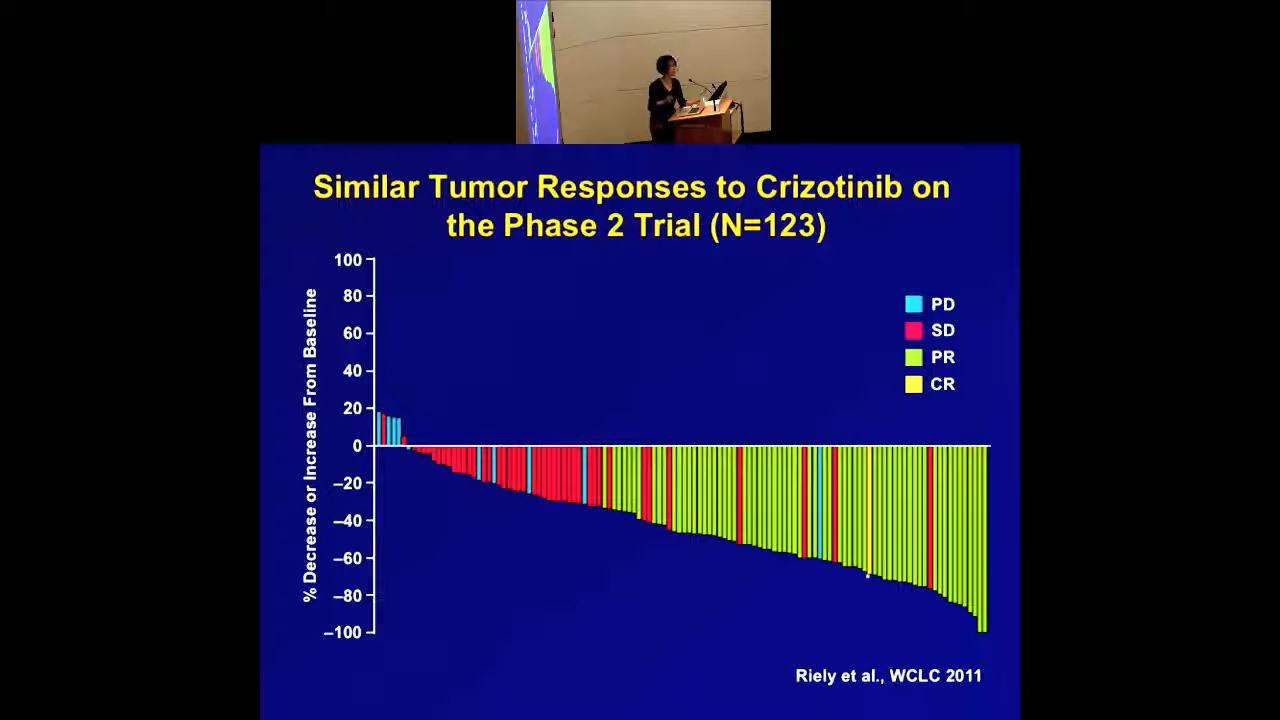 Similar Tumor Responses to Crizotinib on
the Phase 2 Trial (N=123)
% Decrease or Increase From Baseline
100
80
60
40
20
0
–20
–40
–60
–80
–100
PD
SD
PR
CR
Riely et al., WCLC 2011